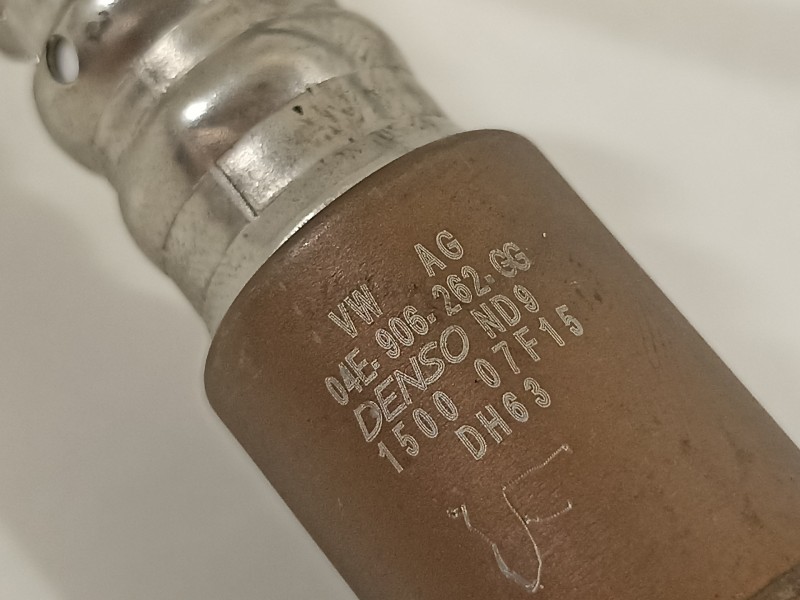 VW AG
04E.906.262.GG
DENSO ND9
1500 07F15
DH63